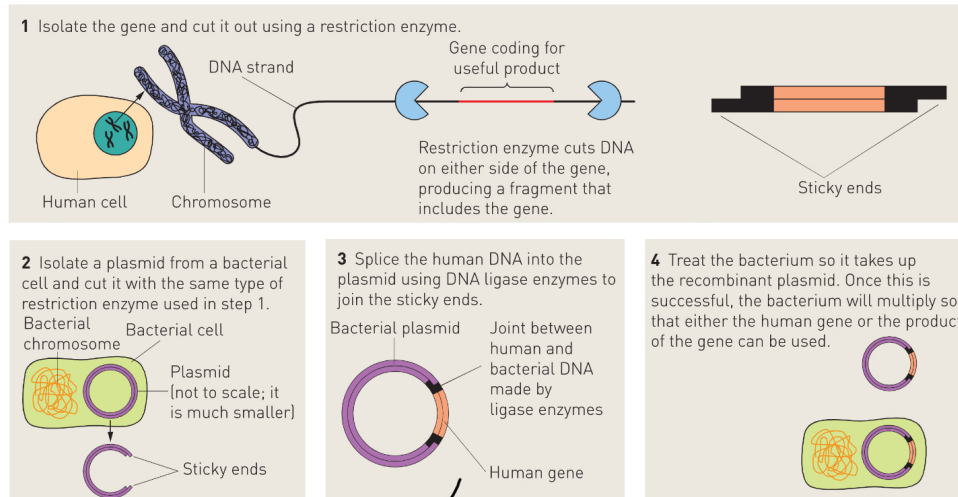 1 Isolate the gene and cut it out using a restriction enzyme.
DNA strand
Gene coding for
useful product
Human cell
Chromosome
Restriction enzyme cuts DNA
on either side of the gene,
producing a fragment that
includes the gene.
Sticky ends
2 Isolate a plasmid from a bacterial
cell and cut it with the same type of
restriction enzyme used in step 1.
Bacterial
chromosome
Bacterial cell
Plasmid
(not to scale; it
is much smaller)
Sticky ends
3 Splice the human DNA into the
plasmid using DNA ligase enzymes to
join the sticky ends.
Bacterial plasmid
Joint between
human and
bacterial DNA
made by
ligase enzymes
Human gene
4 Treat the bacterium so it takes up
the recombinant plasmid. Once this is
successful, the bacterium will multiply so
that either the human gene or the product
of the gene can be used.